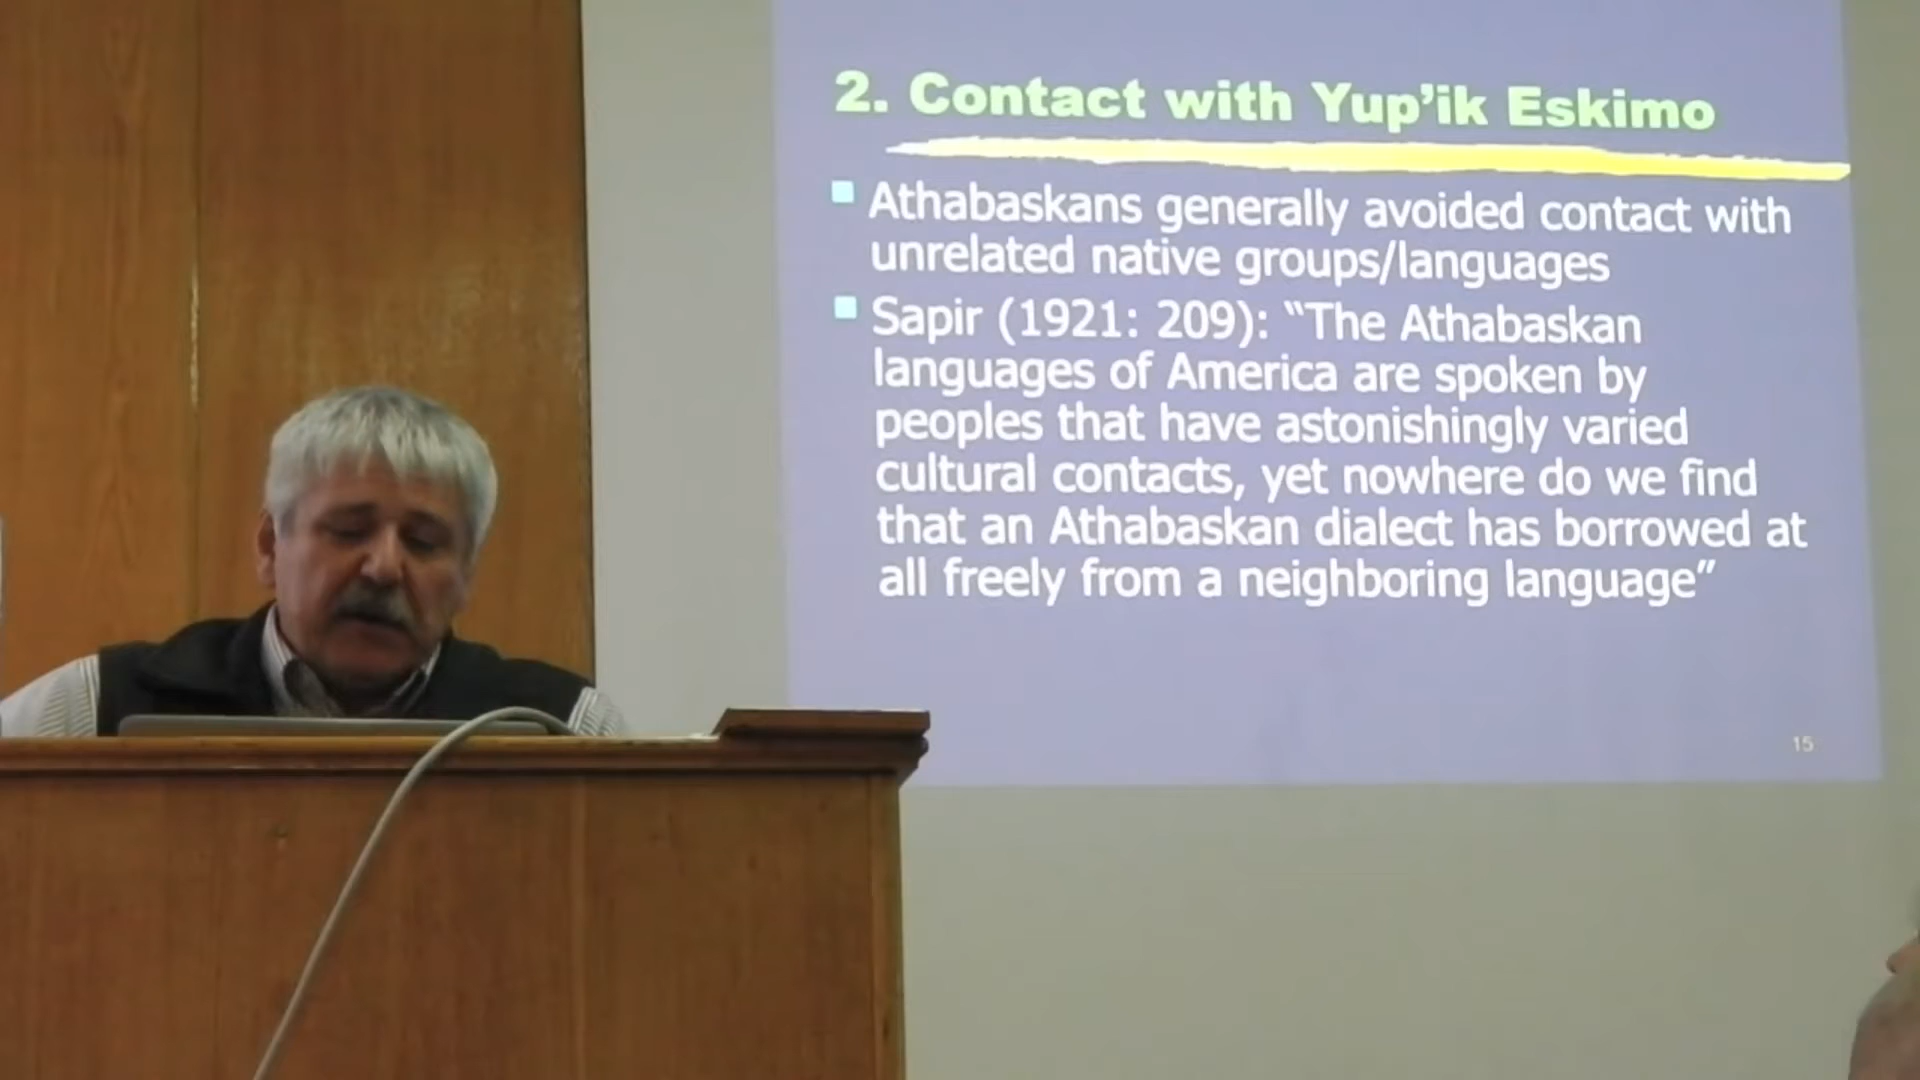 2. Contact with Yup’ik Eskimo
Athabaskans generally avoided contact with
unrelated native groups/languages
Sapir (1921: 209): “The Athabaskan
languages of America are spoken by
peoples that have astonishingly varied
cultural contacts, yet nowhere do we find
that an Athabaskan dialect has borrowed at
all freely from a neighboring language”
15